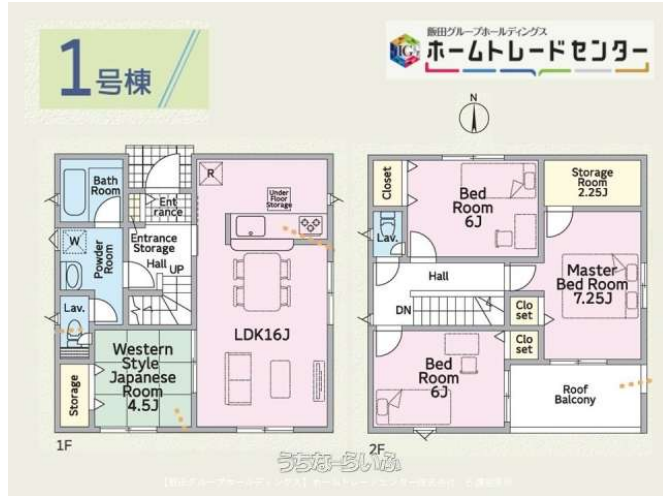 1号棟
飯田グループホールディングス
iG
ホームトレードセンター
N
Bath
Room
Ent
rance
R
Under
Floor
Storage
W
Powder
Room
Entrance
Storage
Hall
UP
Lav.
LDK16J
Western
Style
Japanese
Room
4.5J
Storage
1F
Closet
Bed
Room
6J
Storage
Room
2.25J
Lav.
Hall
Master
Bed Room
7.25J
DN
Clo
set
Clo
set
Bed
Room
6J
Roof
Balcony
2F
うちなーらいふ